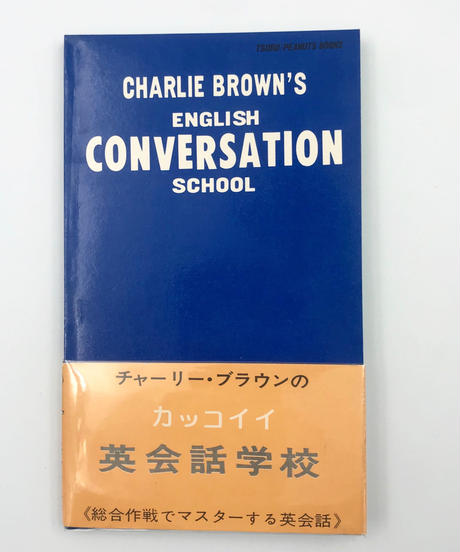 TSURU-PEANUTS BOOKS
CHARLIE BROWN'S
ENGLISH
CONVERSATION
SCHOOL
チャーリー・ブラウンの
カッコイイ
英会話学校
《総合作戦でマスターする英会話》